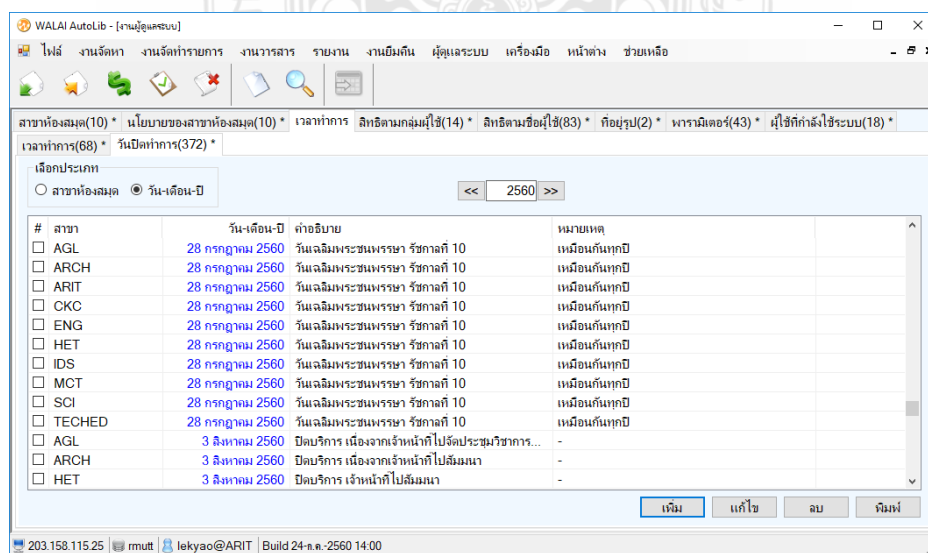 WALAI AutoLib - [งานผู้ดูแลระบบ]
ไฟล์ งานจัดหา งานจัดทำรายการ งานวารสาร รายงาน งานยืมคืน ผู้ดูแลระบบ เครื่องมือ หน้าต่าง ช่วยเหลือ
สาขาห้องสมุด(10) * นโยบายของสาขาห้องสมุด(10) * เวลาทำการ สิทธิตามกลุ่มผู้ใช้(14) * สิทธิตามชื่อผู้ใช้(83) * ที่อยู่รูป(2) * พารามิเตอร์(43) * ผู้ใช้ที่กำลังใช้ระบบ(18) *
เวลาทำการ(68) * วันปิดทำการ(372) *
เลือกประเภท
สาขาห้องสมุด วัน-เดือน-ปี << 2560 >>
# สาขา วัน-เดือน-ปี คำอธิบาย หมายเหตุ
AGL 28 กรกฎาคม 2560 วันเฉลิมพระชนพรรษา รัชกาลที่ 10 เหมือนกันทุกปี
ARCH 28 กรกฎาคม 2560 วันเฉลิมพระชนพรรษา รัชกาลที่ 10 เหมือนกันทุกปี
ARIT 28 กรกฎาคม 2560 วันเฉลิมพระชนพรรษา รัชกาลที่ 10 เหมือนกันทุกปี
CKC 28 กรกฎาคม 2560 วันเฉลิมพระชนพรรษา รัชกาลที่ 10 เหมือนกันทุกปี
ENG 28 กรกฎาคม 2560 วันเฉลิมพระชนพรรษา รัชกาลที่ 10 เหมือนกันทุกปี
HET 28 กรกฎาคม 2560 วันเฉลิมพระชนพรรษา รัชกาลที่ 10 เหมือนกันทุกปี
IDS 28 กรกฎาคม 2560 วันเฉลิมพระชนพรรษา รัชกาลที่ 10 เหมือนกันทุกปี
MCT 28 กรกฎาคม 2560 วันเฉลิมพระชนพรรษา รัชกาลที่ 10 เหมือนกันทุกปี
SCI 28 กรกฎาคม 2560 วันเฉลิมพระชนพรรษา รัชกาลที่ 10 เหมือนกันทุกปี
TECHED 28 กรกฎาคม 2560 วันเฉลิมพระชนพรรษา รัชกาลที่ 10 เหมือนกันทุกปี
AGL 3 สิงหาคม 2560 ปิดบริการ เนื่องจากเจ้าหน้าที่ไปจัดประชุมวิชาการ... -
ARCH 3 สิงหาคม 2560 ปิดบริการ เนื่องจากเจ้าหน้าที่ไปสัมมนา -
HET 3 สิงหาคม 2560 ปิดบริการ เจ้าหน้าที่ไปสัมมนา -
เพิ่ม แก้ไข ลบ พิมพ์
203.158.115.25 rmutt lekyao@ARIT Build 24-ก.ค.-2560 14:00